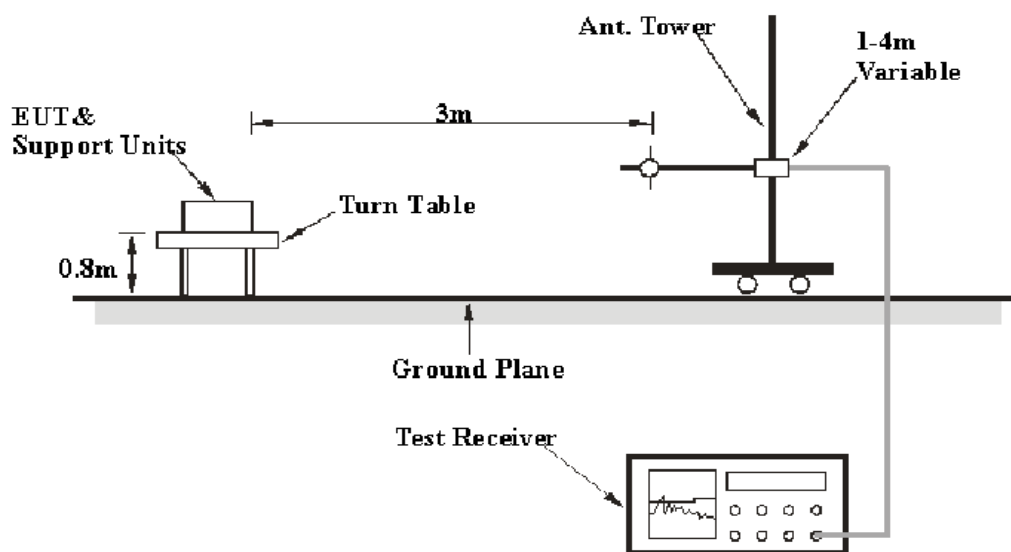 Ant. Tower
1-4m
Variable
EUT&
Support Units
3m
Turn Table
0.8m
Ground Plane
Test Receiver